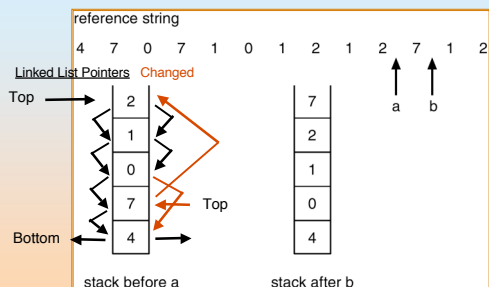 reference string
4 7 0 7 1 0 1 2 1 2 7 1 2
Linked List Pointers Changed
Top
a b
2 7
1 2
0 1
7 Top 0
Bottom 4 4
stack before a stack after b